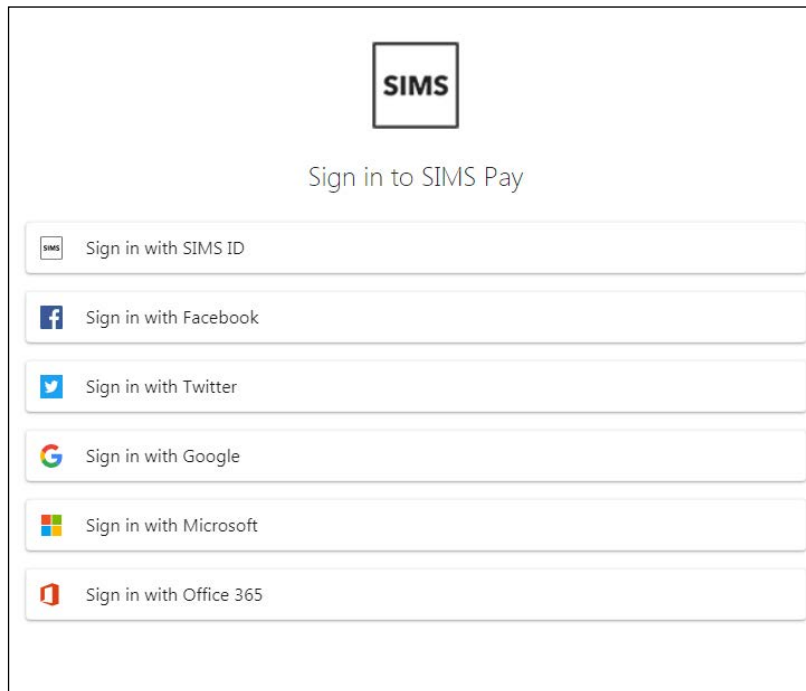 SIMS
Sign in to SIMS Pay
SIMS Sign in with SIMS ID
Sign in with Facebook
Sign in with Twitter
Sign in with Google
Sign in with Microsoft
Sign in with Office 365